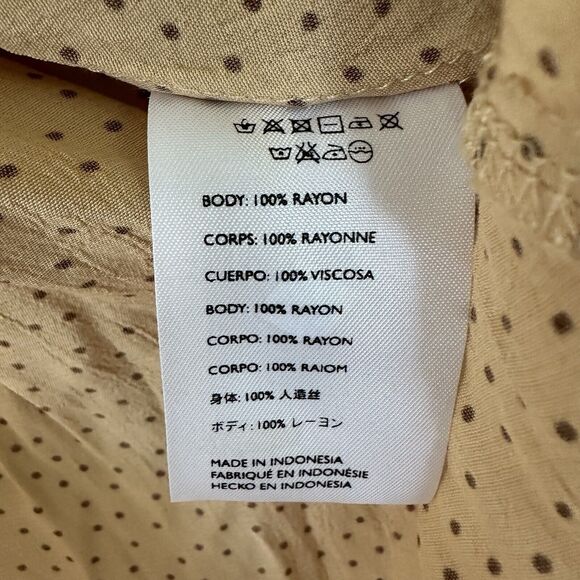 BODY: 100% RAYON
CORPS: 100% RAYONNE
CUERPO: 100% VISCOSA
BODY: 100% RAYON
CORPO: 100% RAYON
CORPO: 100% RAIOM
身体: 100% 人造丝
ボディ: 100% レーヨン
MADE IN INDONESIA
FABRIQUÉ EN INDONÉSIE
HECKO EN INDONESIA